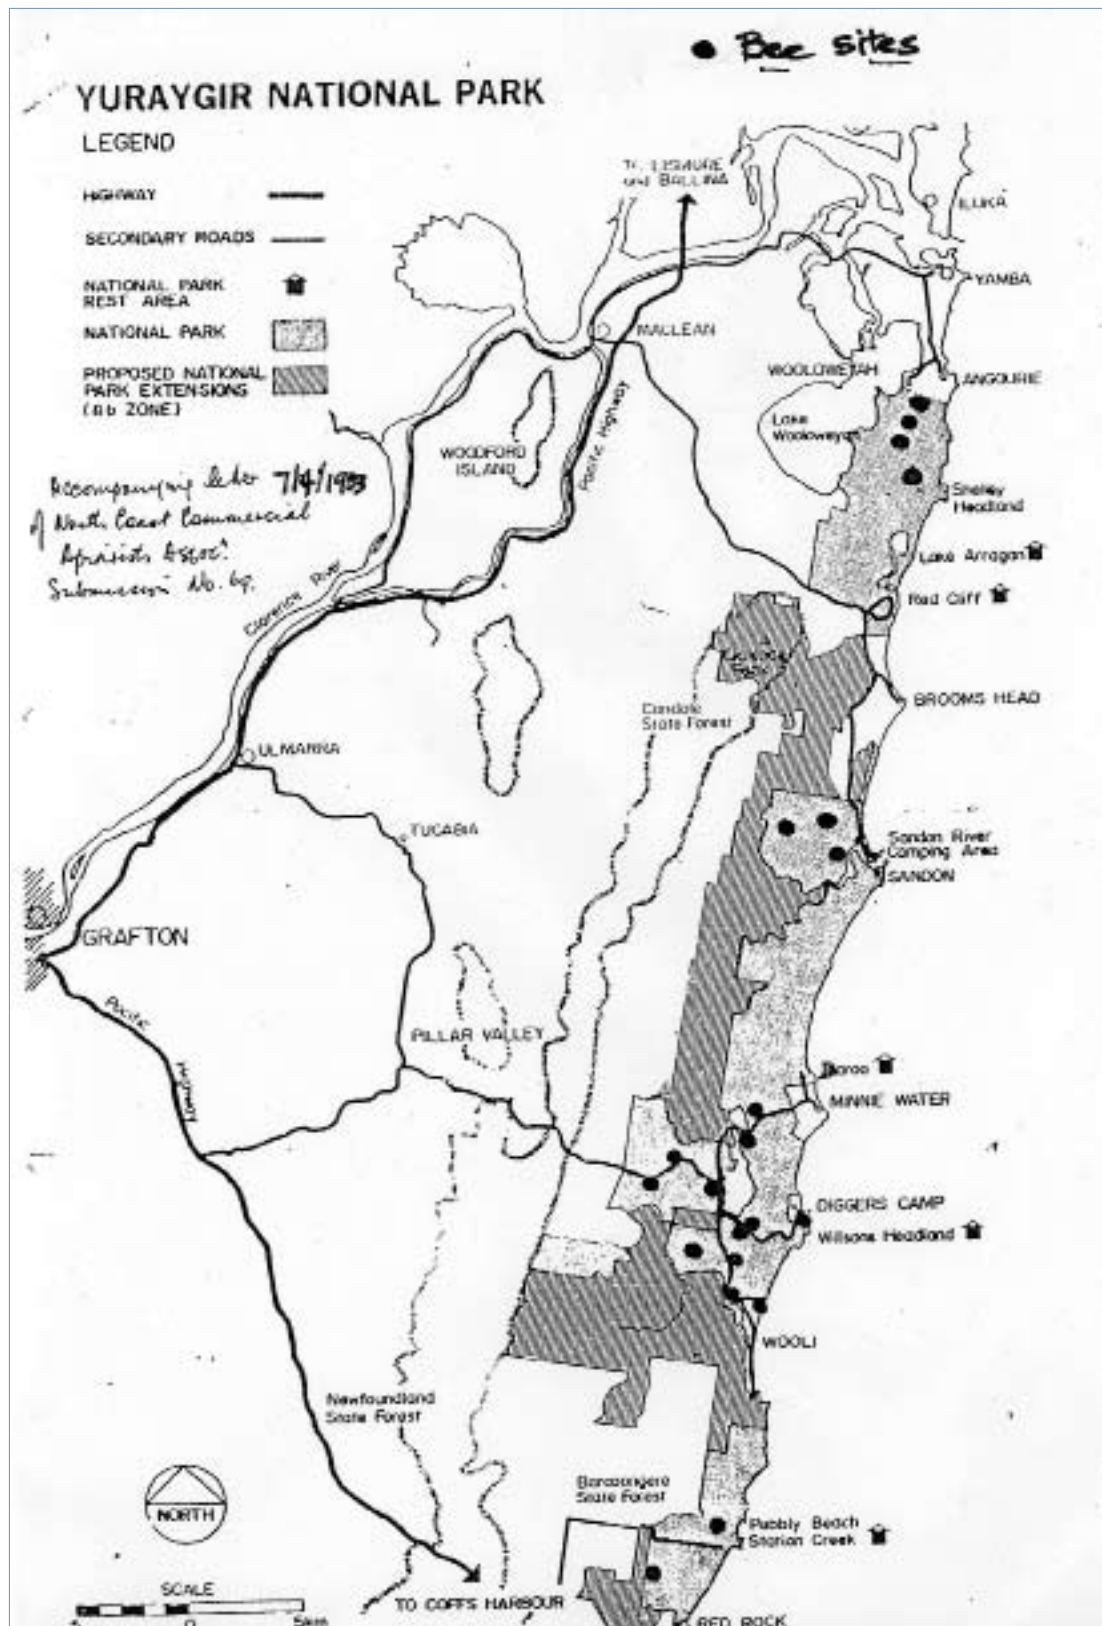 Bee sites
YURAYGIR NATIONAL PARK
LEGEND
HIGHWAY
SECONDARY ROADS
NATIONAL PARK
REST AREA
NATIONAL PARK
PROPOSED NATIONAL
PARK EXTENSIONS
(8b ZONE)
Accompanying letter 7/4/1983
of North Coast Commercial
Apiarists Assoc.
Submission No. 69.
and BALLINA
ILUKA
YAMBA
MACLEAN
WOOLOWEYAH
ANGOURIE
Lake
Wooloweyah
WOODFORD
ISLAND
Pacific Highway
Shelley
Headland
Lake Arragan
Red Cliff
Clarence River
BROOMS HEAD
Candole
State Forest
ULMARRA
TUCABIA
Sandon River
Camping Area
SANDON
GRAFTON
Pacific
Highway
PILLAR VALLEY
MINNIE WATER
DIGGERS CAMP
Wilsons Headland
WOOLI
Newfoundland
State Forest
Barcoongere
State Forest
NORTH
Pebbly Beach
Station Creek
SCALE
TO COFFS HARBOUR
RED ROCK
0
5km